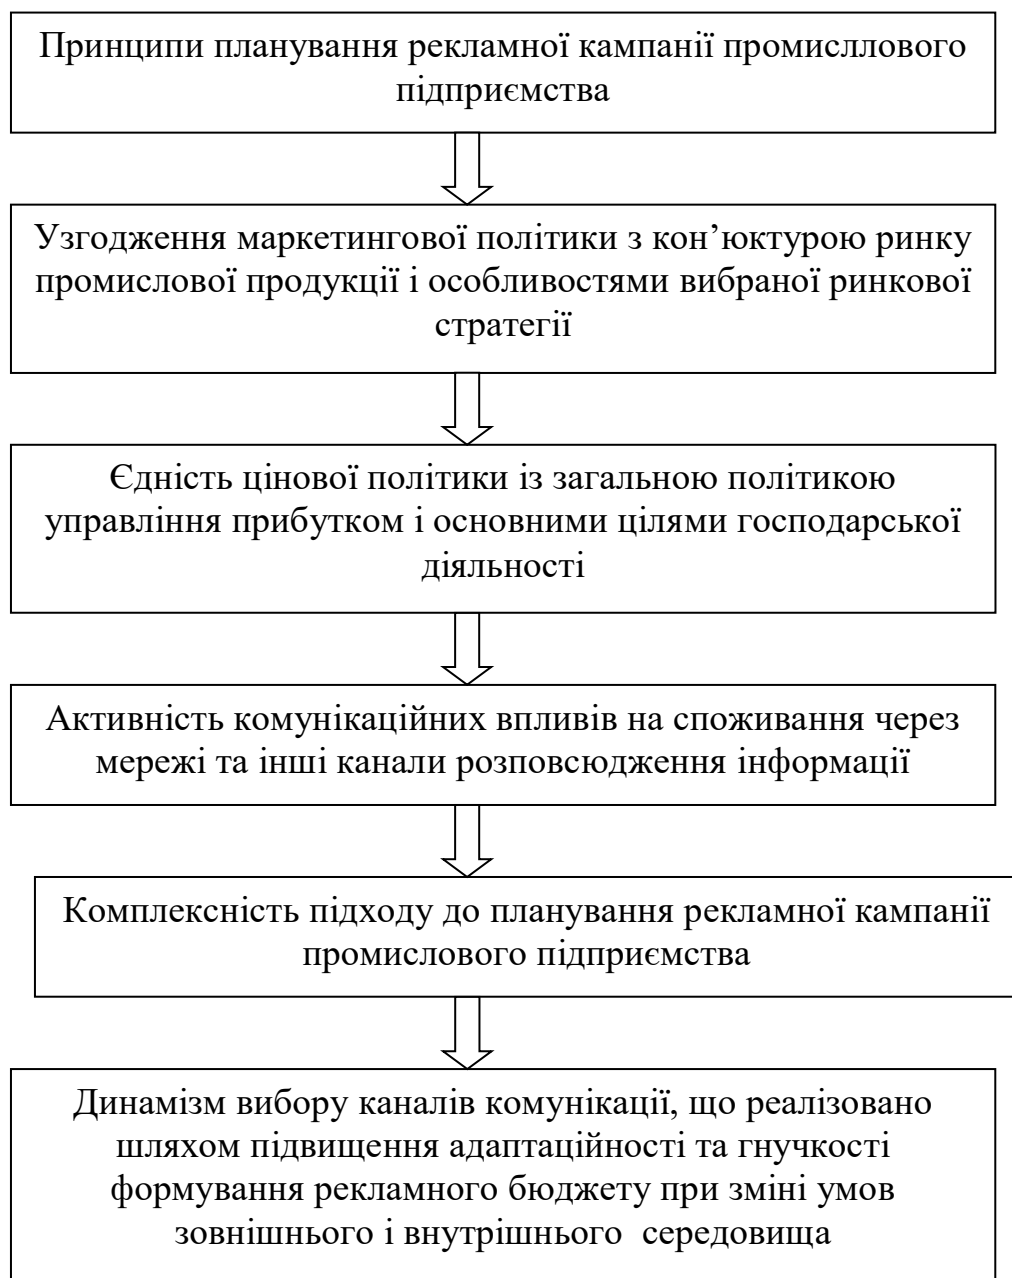 Принципи планування рекламної кампанії промисллового
підприємства
Узгодження маркетингової політики з кон’юктурою ринку
промислової продукції і особливостями вибраної ринкової
стратегії
Єдність цінової політики із загальною політикою
управління прибутком і основними цілями господарської
діяльності
Активність комунікаційних впливів на споживання через
мережі та інші канали розповсюдження інформації
Комплексність підходу до планування рекламної кампанії
промислового підприємства
Динамізм вибору каналів комунікації, що реалізовано
шляхом підвищення адаптаційності та гнучкості
формування рекламного бюджету при зміні умов
зовнішнього і внутрішнього  середовища